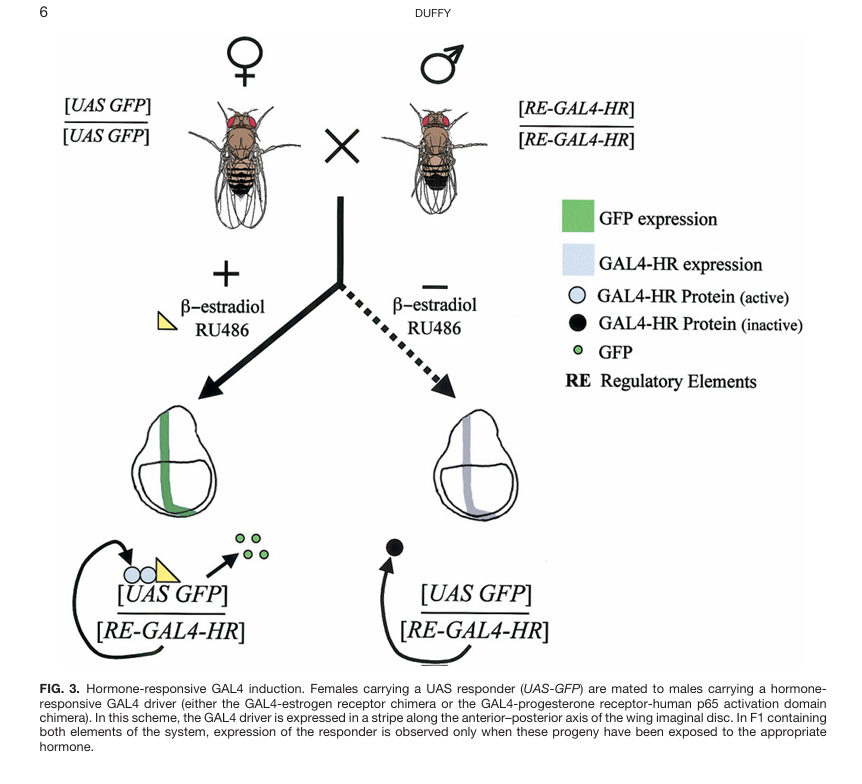 6
DUFFY
♀
♂
[UAS GFP]
[UAS GFP]
×
[RE-GAL4-HR]
[RE-GAL4-HR]
GFP expression
GAL4-HR expression
GAL4-HR Protein (active)
GAL4-HR Protein (inactive)
GFP
RE Regulatory Elements
+
β-estradiol
RU486
–
β-estradiol
RU486
[UAS GFP]
[RE-GAL4-HR]
[UAS GFP]
[RE-GAL4-HR]
FIG. 3. Hormone-responsive GAL4 induction. Females carrying a UAS responder (UAS-GFP) are mated to males carrying a hormone-
responsive GAL4 driver (either the GAL4-estrogen receptor chimera or the GAL4-progesterone receptor-human p65 activation domain
chimera). In this scheme, the GAL4 driver is expressed in a stripe along the anterior–posterior axis of the wing imaginal disc. In F1 containing
both elements of the system, expression of the responder is observed only when these progeny have been exposed to the appropriate
hormone.